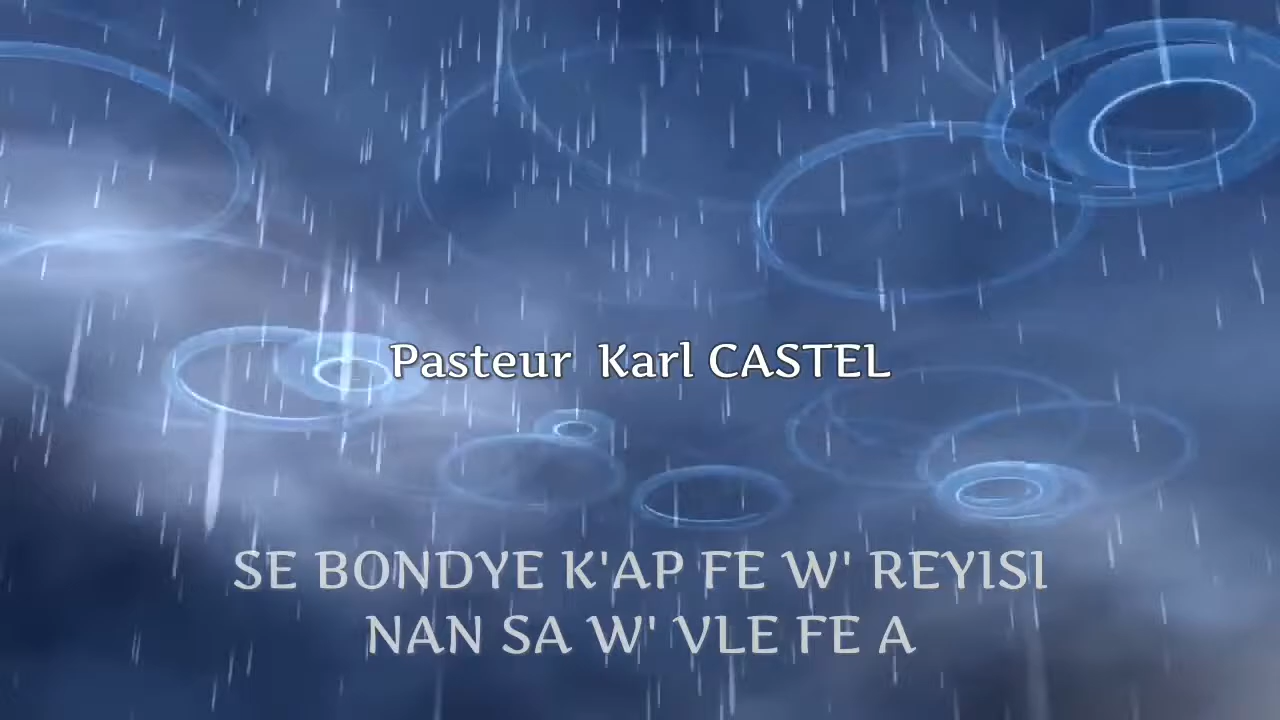 Pasteur Karl CASTEL
SE BONDYE K'AP FE W' REYISI
NAN SA W' VLE FE A